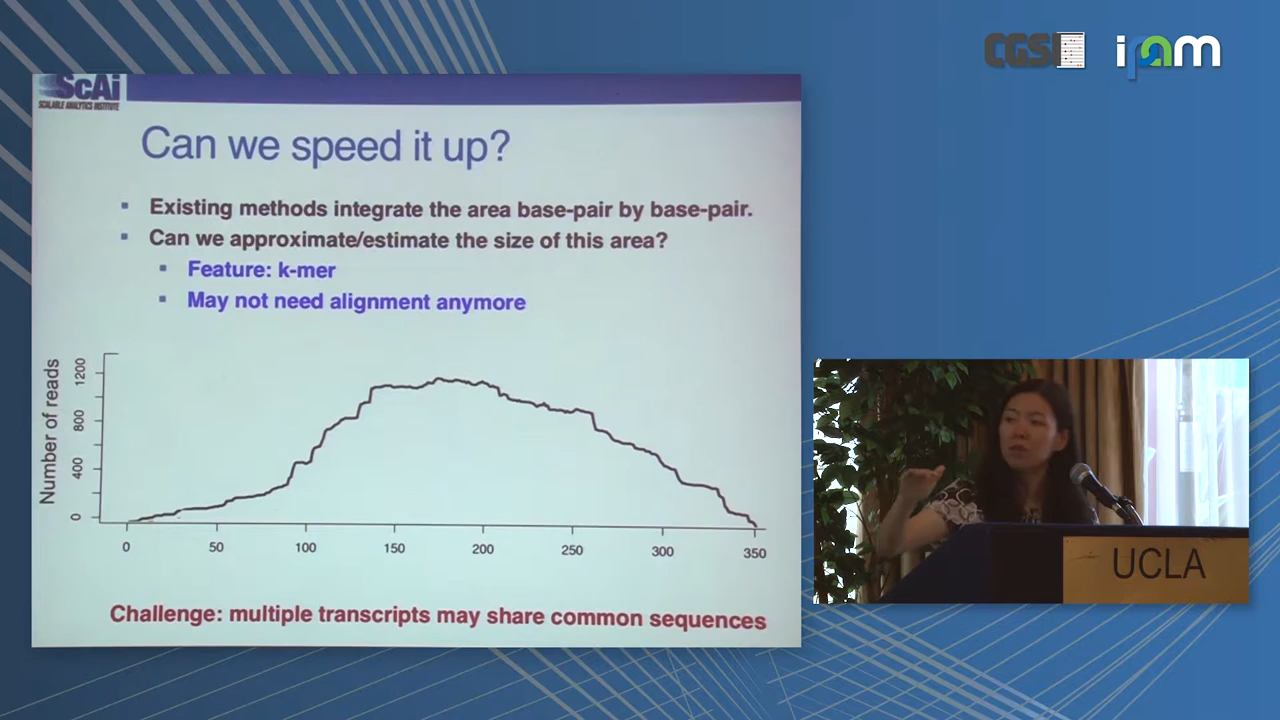 CGSI
ipam
ScAi
SCALABLE ANALYTICS INSTITUTE
Can we speed it up?
Existing methods integrate the area base-pair by base-pair.
Can we approximate/estimate the size of this area?
Feature: k-mer
May not need alignment anymore
Number of reads
1200
800
400
0
0 50 100 150 200 250 300 350
Challenge: multiple transcripts may share common sequences
UCLA